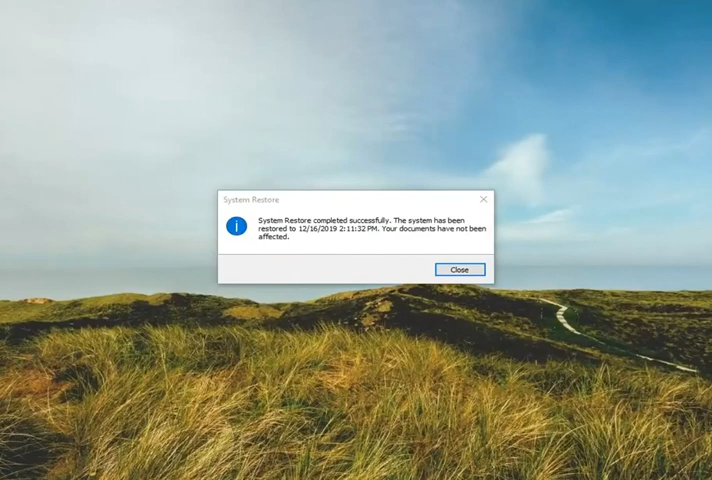 System Restore
System Restore completed successfully. The system has been
restored to 12/16/2019 2:11:32 PM. Your documents have not been
affected.
Close